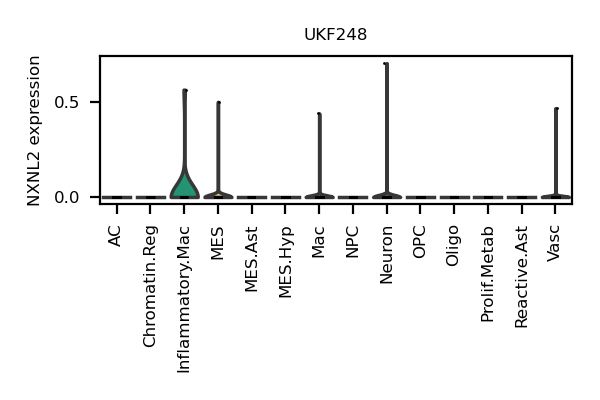 UKF248
NXNL2 expression
0.5
0.0
AC
Chromatin.Reg
Inflammatory.Mac
MES
MES.Ast
MES.Hyp
Mac
NPC
Neuron
OPC
Oligo
Prolif.Metab
Reactive.Ast
Vasc